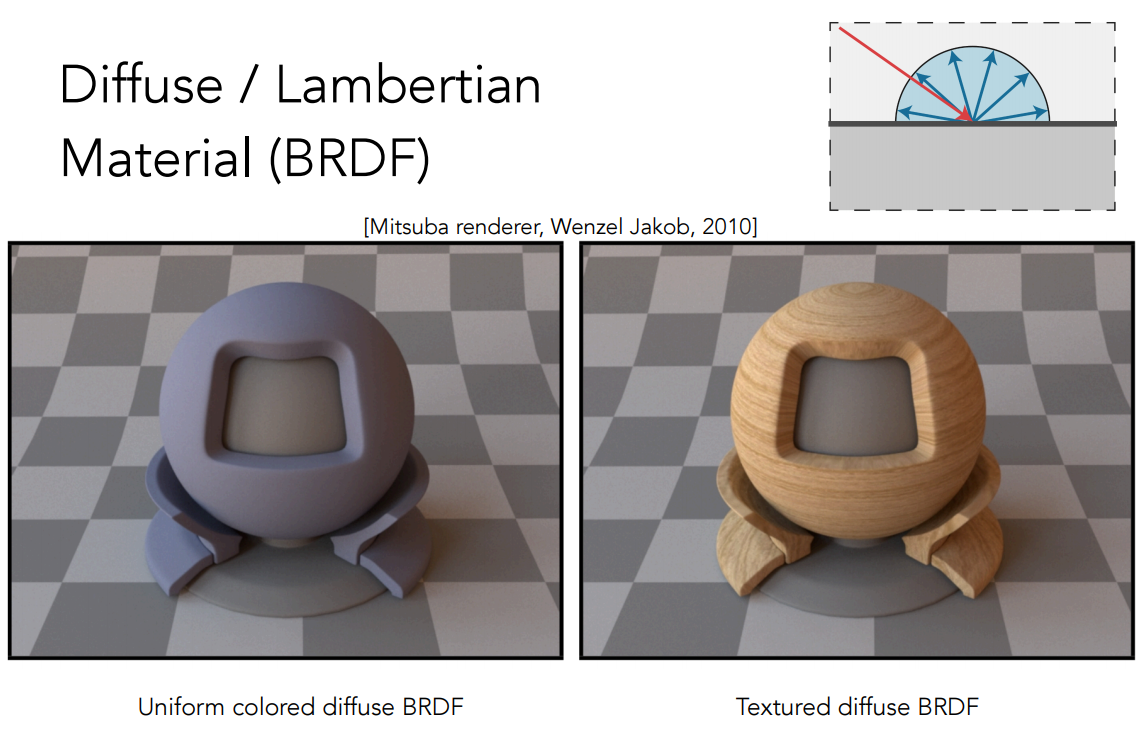 Diffuse / Lambertian
Material (BRDF)
[Mitsuba renderer, Wenzel Jakob, 2010]
Uniform colored diffuse BRDF
Textured diffuse BRDF